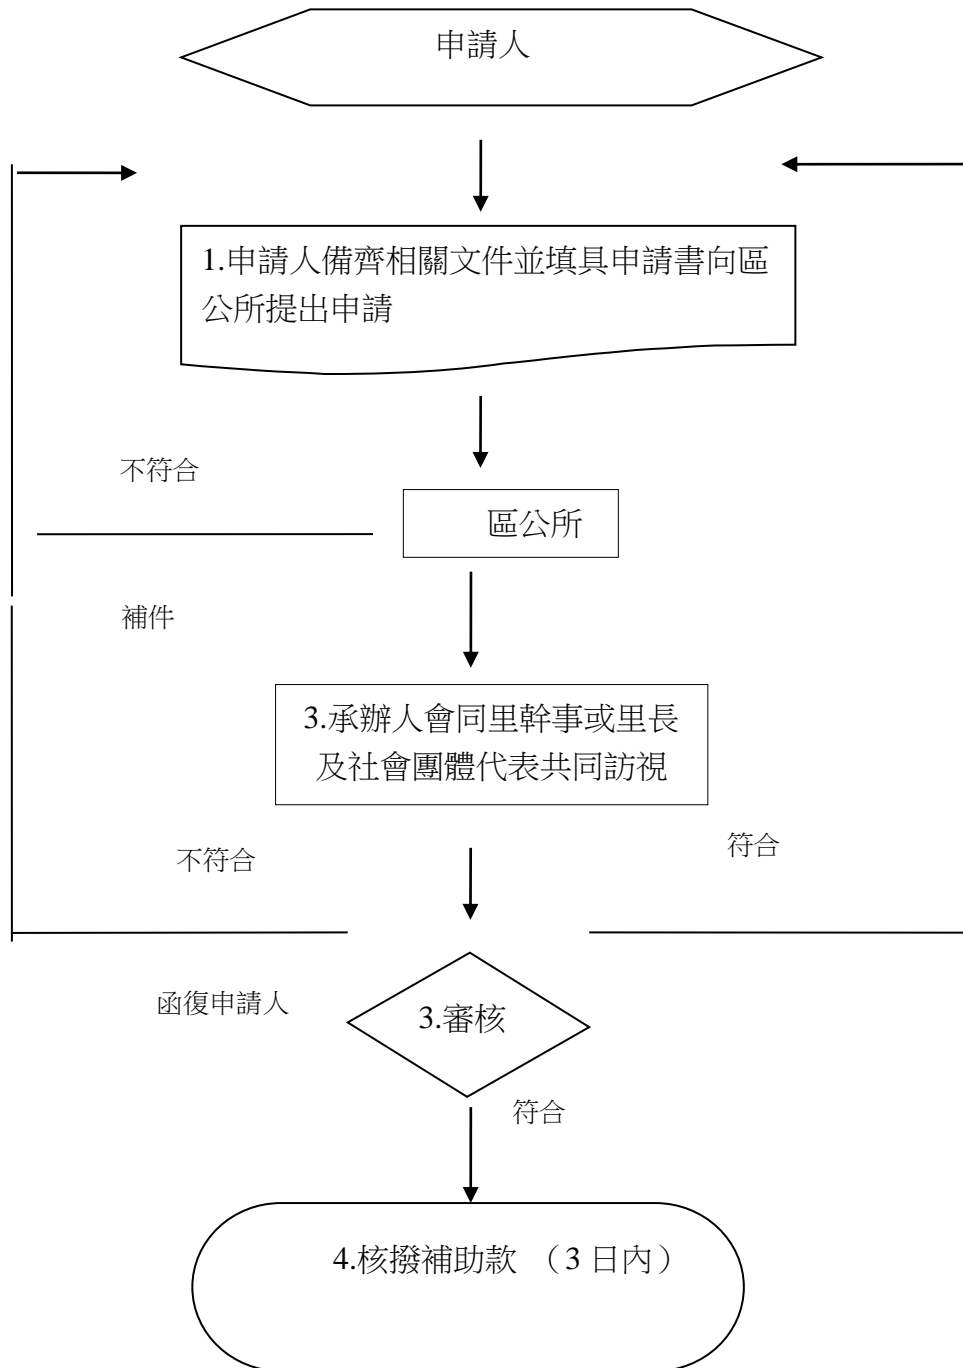 申請人
1.申請人備齊相關文件並填具申請書向區
公所提出申請
不符合
區公所
補件
3.承辦人會同里幹事或里長
及社會團體代表共同訪視
符合
不符合
函復申請人
3.審核
符合
4.核撥補助款 （3 日內）